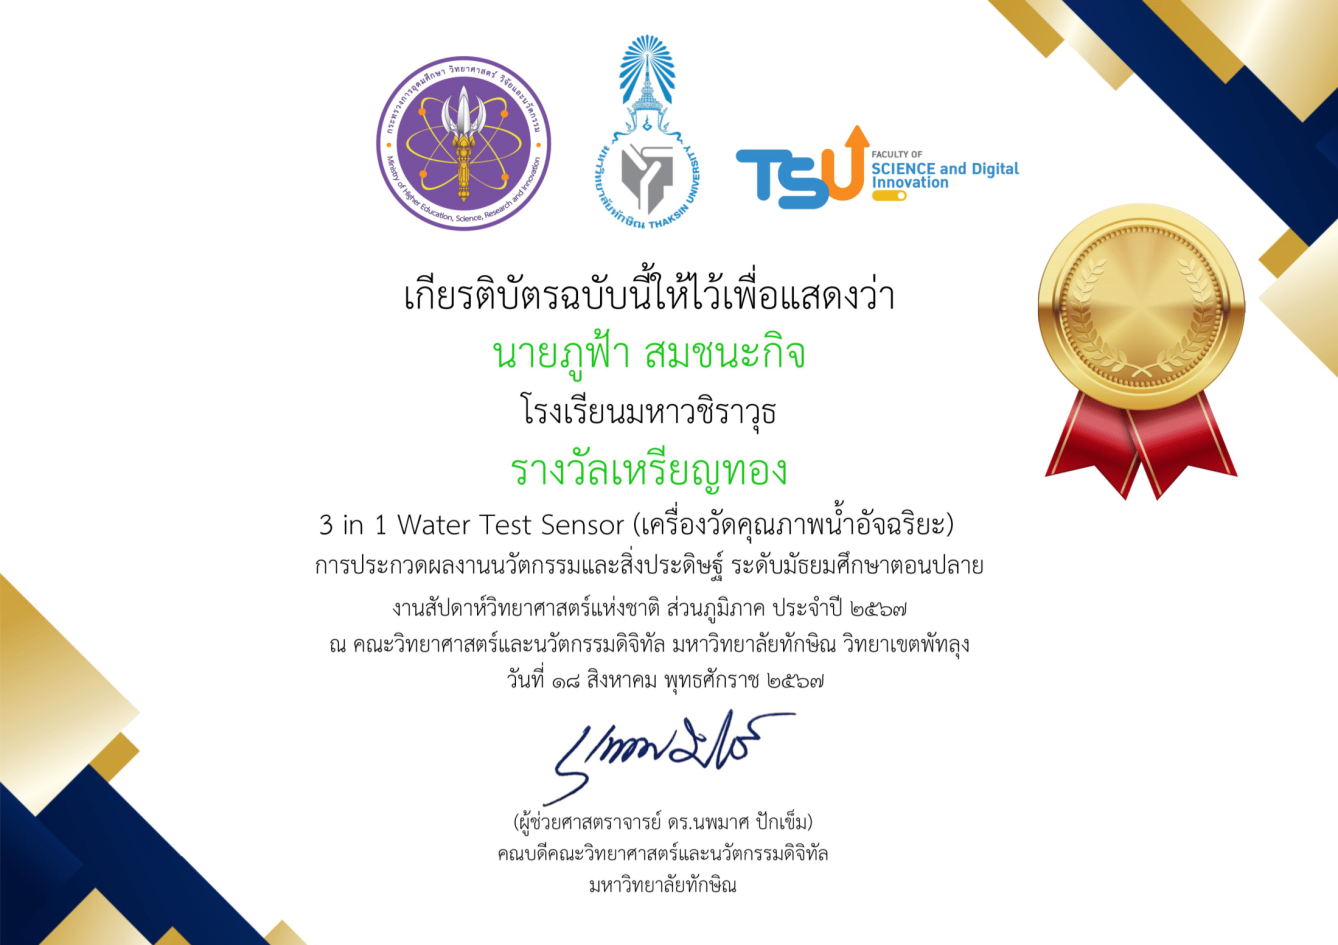 กระทรวงการอุดมศึกษา วิทยาศาสตร์ วิจัยและนวัตกรรม
Ministry of Higher Education, Science, Research and Innovation
มหาวิทยาลัยทักษิณ THAKSIN UNIVERSITY
TSU
FACULTY OF
SCIENCE and Digital
Innovation
เกียรติบัตรฉบับนี้ให้ไว้เพื่อแสดงว่า
นายภูฟ้า สมชนะกิจ
โรงเรียนมหาวชิราวุธ
รางวัลเหรียญทอง
3 in 1 Water Test Sensor (เครื่องวัดคุณภาพน้ำอัจฉริยะ)
การประกวดผลงานนวัตกรรมและสิ่งประดิษฐ์ ระดับมัธยมศึกษาตอนปลาย
งานสัปดาห์วิทยาศาสตร์แห่งชาติ ส่วนภูมิภาค ประจำปี ๒๕๖๗
ณ คณะวิทยาศาสตร์และนวัตกรรมดิจิทัล มหาวิทยาลัยทักษิณ วิทยาเขตพัทลุง
วันที่ ๑๘ สิงหาคม พุทธศักราช ๒๕๖๗
(ผู้ช่วยศาสตราจารย์ ดร.นพมาศ ปักเข็ม)
คณบดีคณะวิทยาศาสตร์และนวัตกรรมดิจิทัล
มหาวิทยาลัยทักษิณ